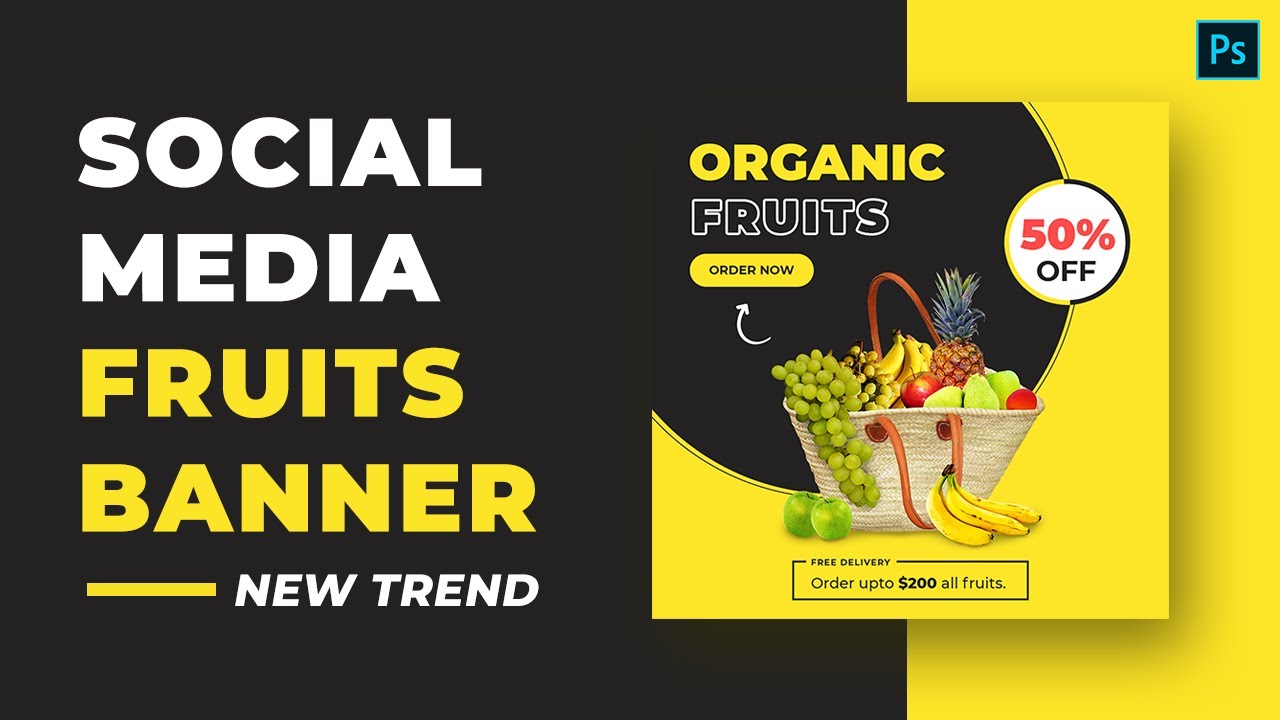 SOCIAL
MEDIA
FRUITS
BANNER
NEW TREND
Ps
ORGANIC
FRUITS
ORDER NOW
50%
OFF
FREE DELIVERY
Order upto $200 all fruits.